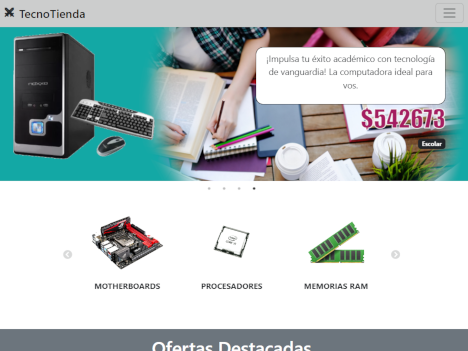 TecnoTienda
¡Impulsa tu éxito académico con tecnología
de vanguardia! La computadora ideal para
vos.
$542673
Escolar
MOTHERBOARDS
PROCESADORES
MEMORIAS RAM
Ofertas Destacadas